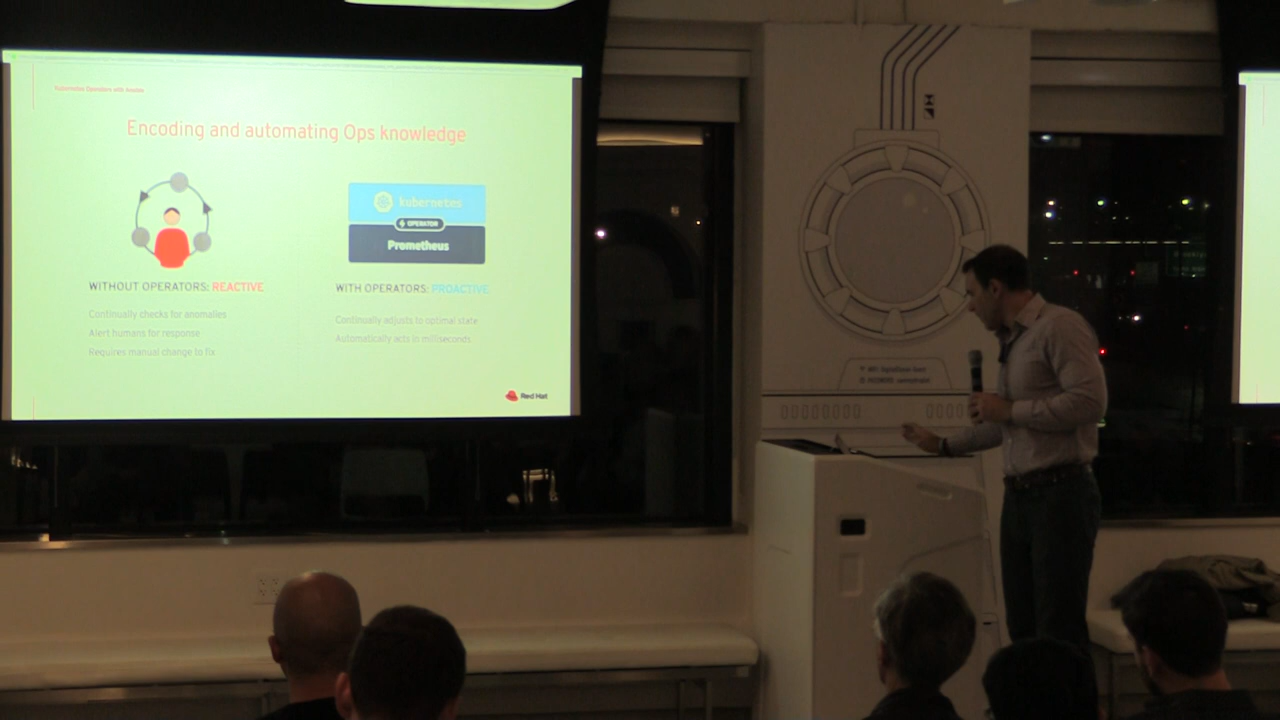 Kubernetes Operators with Ansible
Encoding and automating Ops knowledge
kubernetes
OPERATOR
Prometheus
WITHOUT OPERATORS: REACTIVE
Continually checks for anomalies
Alert humans for response
Requires manual change to fix
WITH OPERATORS: PROACTIVE
Continually adjusts to optimal state
Automatically acts in milliseconds
Red Hat